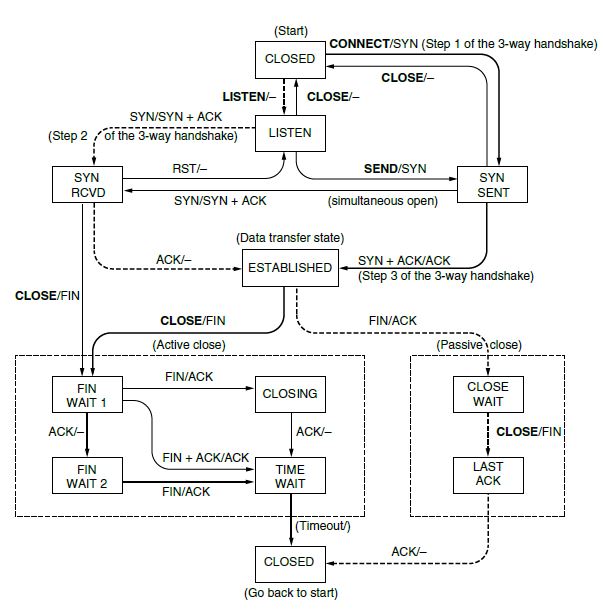 (Start)
CLOSED
CONNECT/SYN (Step 1 of the 3-way handshake)
CLOSE/–
LISTEN/–
CLOSE/–
SYN/SYN + ACK
(Step 2 of the 3-way handshake)
LISTEN
RST/–
SEND/SYN
SYN
RCVD
SYN
SENT
SYN/SYN + ACK
(simultaneous open)
(Data transfer state)
ACK/–
ESTABLISHED
SYN + ACK/ACK
(Step 3 of the 3-way handshake)
CLOSE/FIN
CLOSE/FIN
FIN/ACK
(Active close)
(Passive close)
FIN/ACK
FIN
WAIT 1
CLOSING
CLOSE
WAIT
ACK/–
ACK/–
CLOSE/FIN
FIN + ACK/ACK
FIN
WAIT 2
TIME
WAIT
LAST
ACK
FIN/ACK
(Timeout/)
CLOSED
ACK/–
(Go back to start)